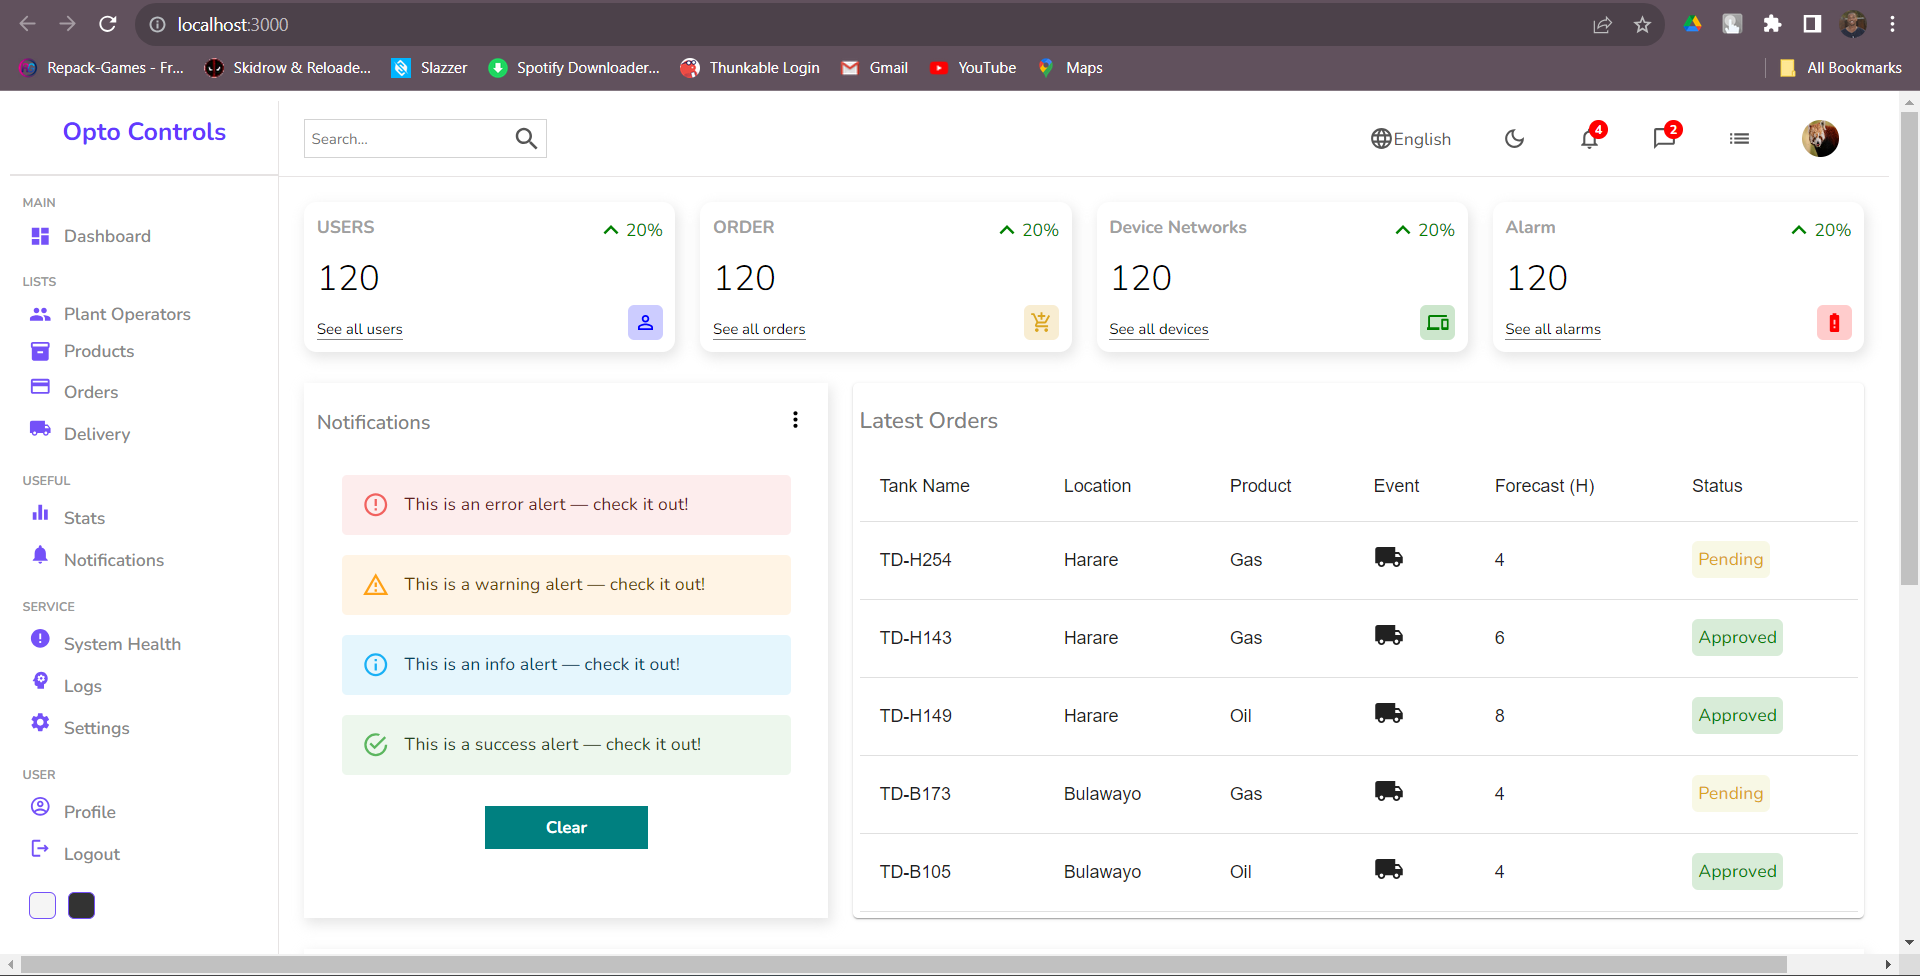 localhost:3000
Repack-Games - Fr...
Skidrow & Reloade...
Slazzer
Spotify Downloader...
Thunkable Login
Gmail
YouTube
Maps
All Bookmarks
Opto Controls
Search...
English
4
2
MAIN
Dashboard
LISTS
Plant Operators
Products
Orders
Delivery
USEFUL
Stats
Notifications
SERVICE
System Health
Logs
Settings
USER
Profile
Logout
USERS
20%
120
See all users
ORDER
20%
120
See all orders
Device Networks
20%
120
See all devices
Alarm
20%
120
See all alarms
Notifications
This is an error alert — check it out!
This is a warning alert — check it out!
This is an info alert — check it out!
This is a success alert — check it out!
Clear
Latest Orders
Tank Name Location Product Event Forecast (H) Status
TD-H254 Harare Gas 4 Pending
TD-H143 Harare Gas 6 Approved
TD-H149 Harare Oil 8 Approved
TD-B173 Bulawayo Gas 4 Pending
TD-B105 Bulawayo Oil 4 Approved